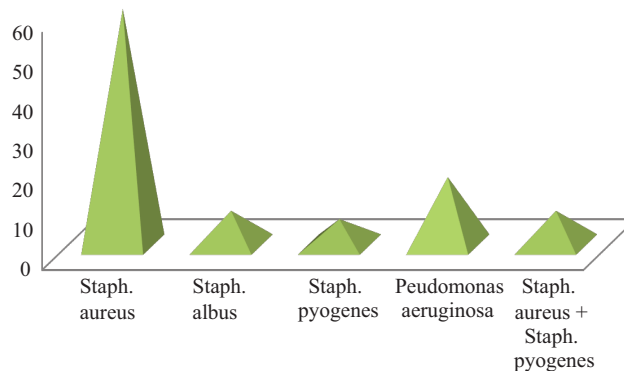 60
50
40
30
20
10
0
Staph. aureus
Staph. albus
Staph. pyogenes
Peudomonas aeruginosa
Staph. aureus + Staph. pyogenes